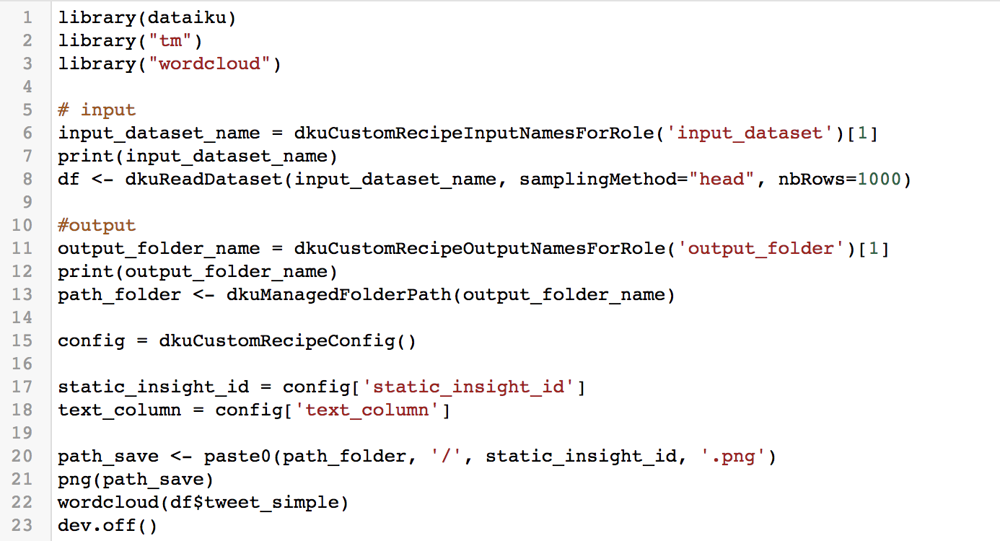 1 library(dataiku)
2 library("tm")
3 library("wordcloud")
4
5 # input
6 input_dataset_name = dkuCustomRecipeInputNamesForRole('input_dataset')[1]
7 print(input_dataset_name)
8 df <- dkuReadDataset(input_dataset_name, samplingMethod="head", nbRows=1000)
9
10 #output
11 output_folder_name = dkuCustomRecipeOutputNamesForRole('output_folder')[1]
12 print(output_folder_name)
13 path_folder <- dkuManagedFolderPath(output_folder_name)
14
15 config = dkuCustomRecipeConfig()
16
17 static_insight_id = config['static_insight_id']
18 text_column = config['text_column']
19
20 path_save <- paste0(path_folder, '/', static_insight_id, '.png')
21 png(path_save)
22 wordcloud(df$tweet_simple)
23 dev.off()